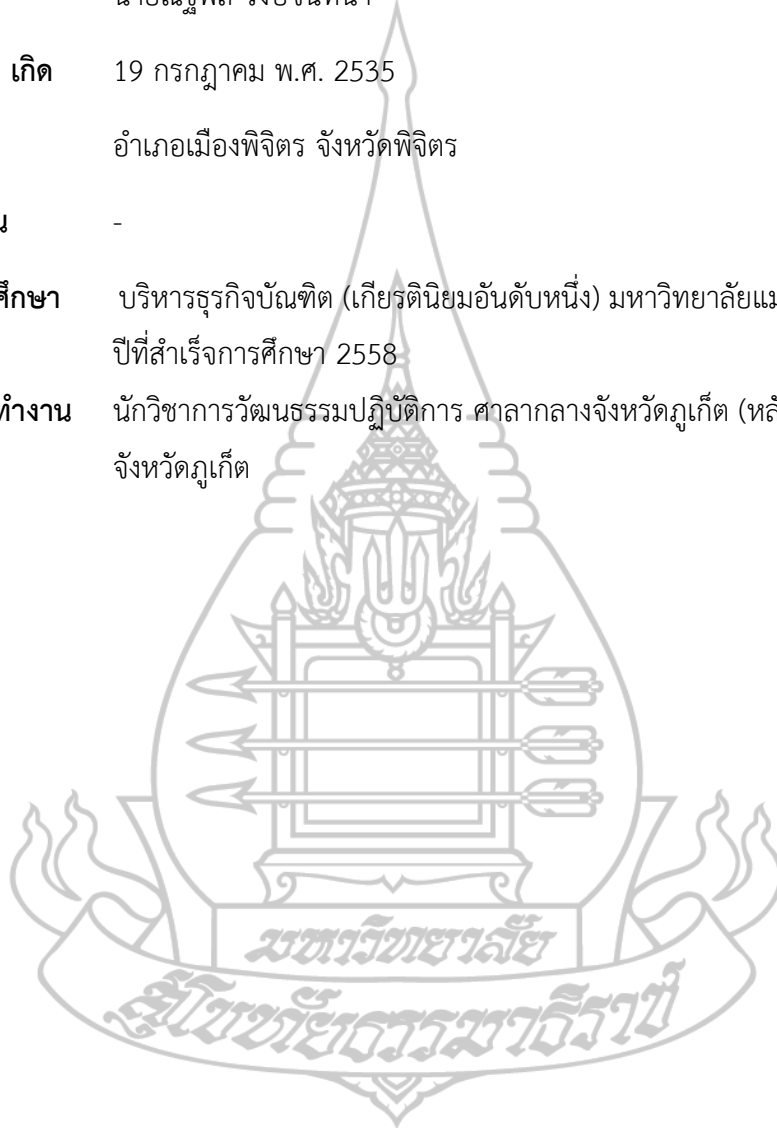 เกิด 19 กรกฎาคม พ.ศ. 2535
อำเภอเมืองพิจิตร จังหวัดพิจิตร
-
ศึกษา บริหารธุรกิจบัณฑิต (เกียรตินิยมอันดับหนึ่ง) มหาวิทยาลัยแม
ปีที่สำเร็จการศึกษา 2558
ทำงาน นักวิชาการวัฒนธรรมปฏิบัติการ ศาลากลางจังหวัดภูเก็ต (หลั
จังหวัดภูเก็ต
มหาวิทยาลัย
สุโขทัยธรรมาธิราช